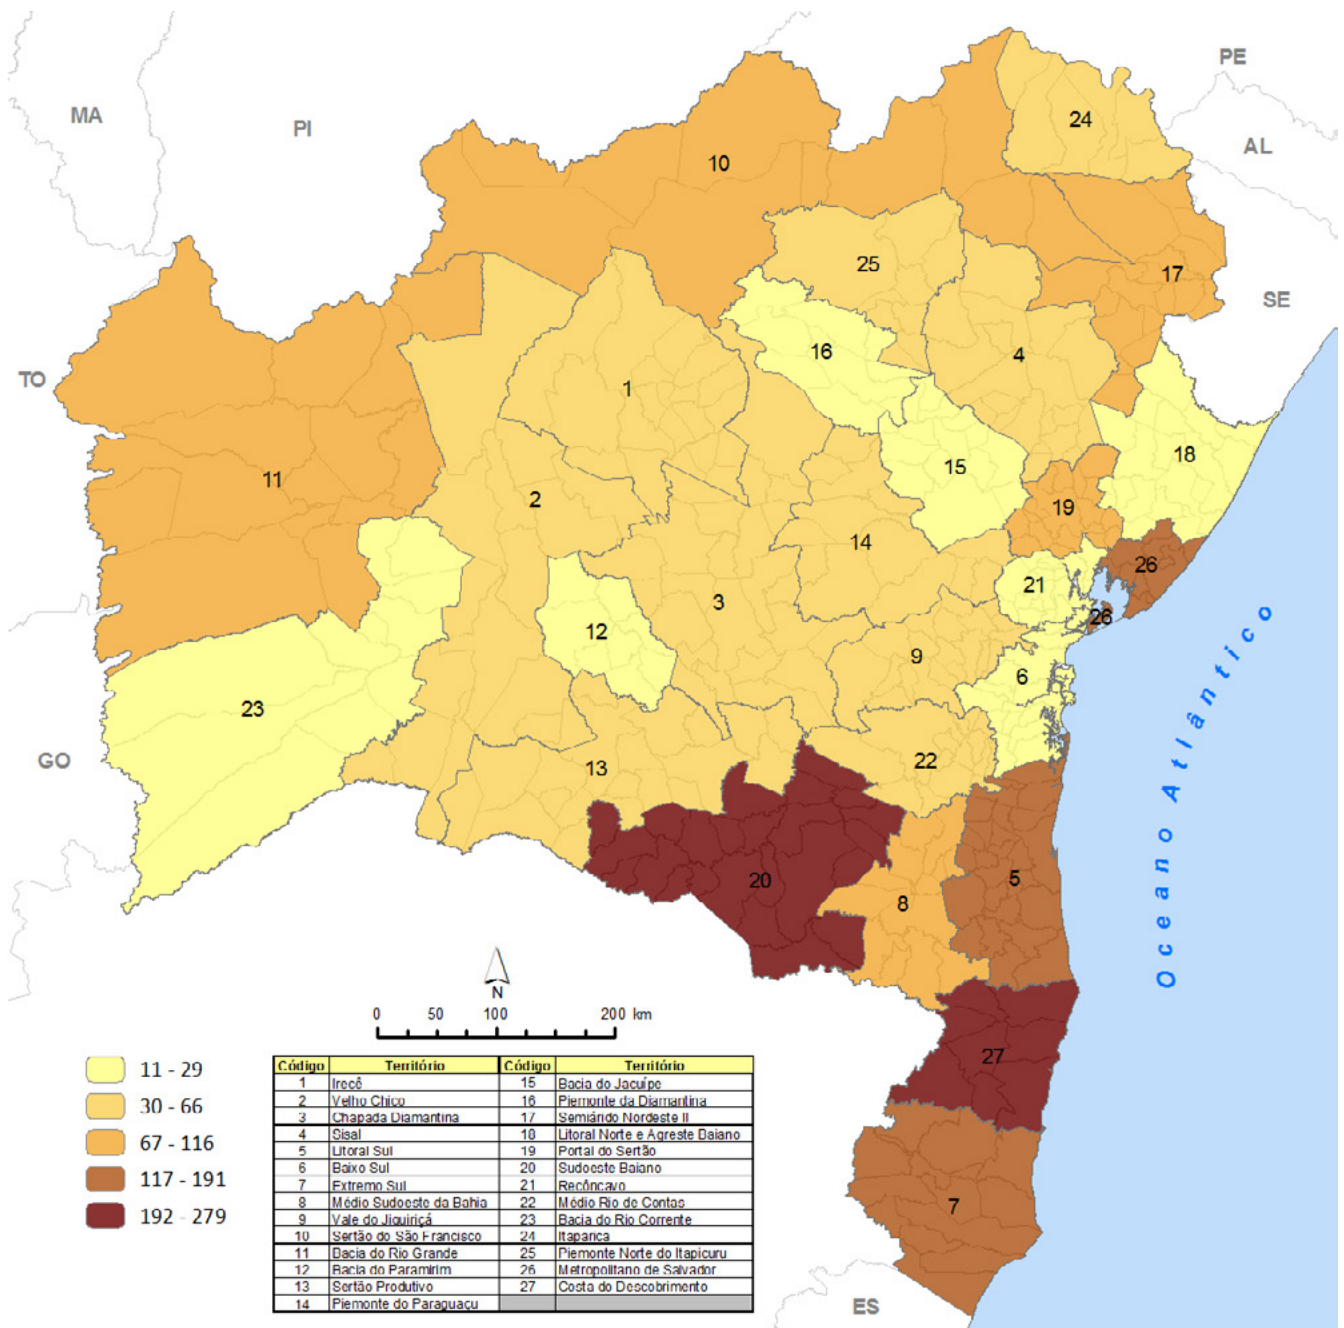 PE
MA
PI
24
AL
10
25
17
SE
16
4
TO
1
15
18
11
2
19
14
26
21
3
26
12
9
6
23
GO
13
22
20
5
8
27
7
ES
Oceano Atlântico
N
0 50 100 200 km
11 - 29
30 - 66
67 - 116
117 - 191
192 - 279
Código Território Código Território
1 Irecê 15 Bacia do Jacuípe
2 Velho Chico 16 Piemonte da Diamantina
3 Chapada Diamantina 17 Semiárido Nordeste II
4 Sisal 18 Litoral Norte e Agreste Baiano
5 Litoral Sul 19 Portal do Sertão
6 Baixo Sul 20 Sudoeste Baiano
7 Extremo Sul 21 Recôncavo
8 Médio Sudoeste da Bahia 22 Médio Rio de Contas
9 Vale do Jiquiriçá 23 Bacia do Rio Corrente
10 Sertão do São Francisco 24 Itaparica
11 Bacia do Rio Grande 25 Piemonte Norte do Itapicuru
12 Bacia do Paramirim 26 Metropolitano de Salvador
13 Sertão Produtivo 27 Costa do Descobrimento
14 Piemonte do Paraguaçu